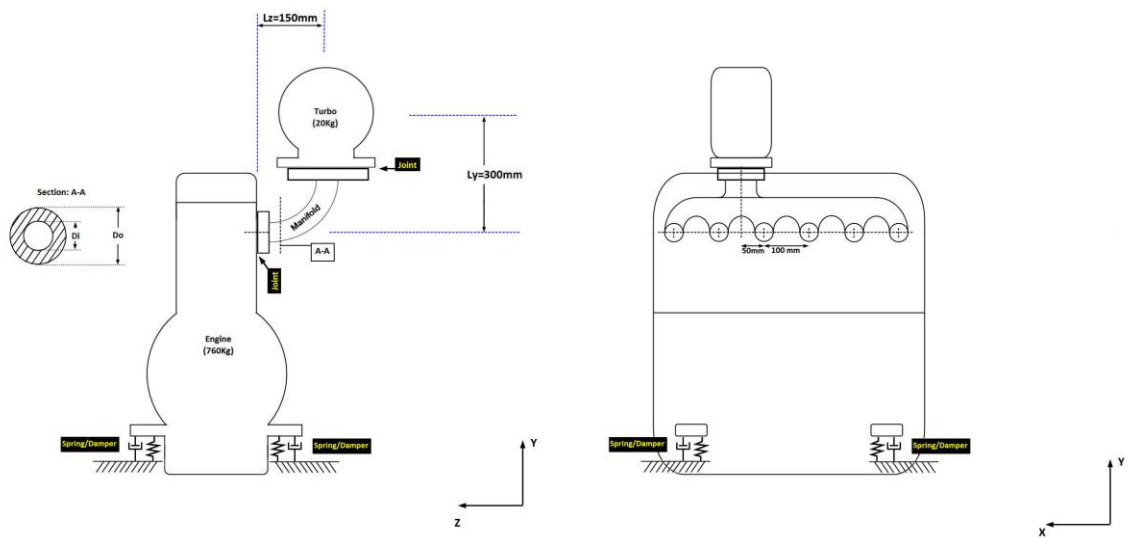 Lz=150mm
Turbo
(20Kg)
Joint
Ly=300mm
Section: A-A
Di
Do
Manifold
A-A
Joint
Engine
(760Kg)
Spring/Damper
Spring/Damper
Y
Z
50mm
100 mm
Spring/Damper
Spring/Damper
Y
X